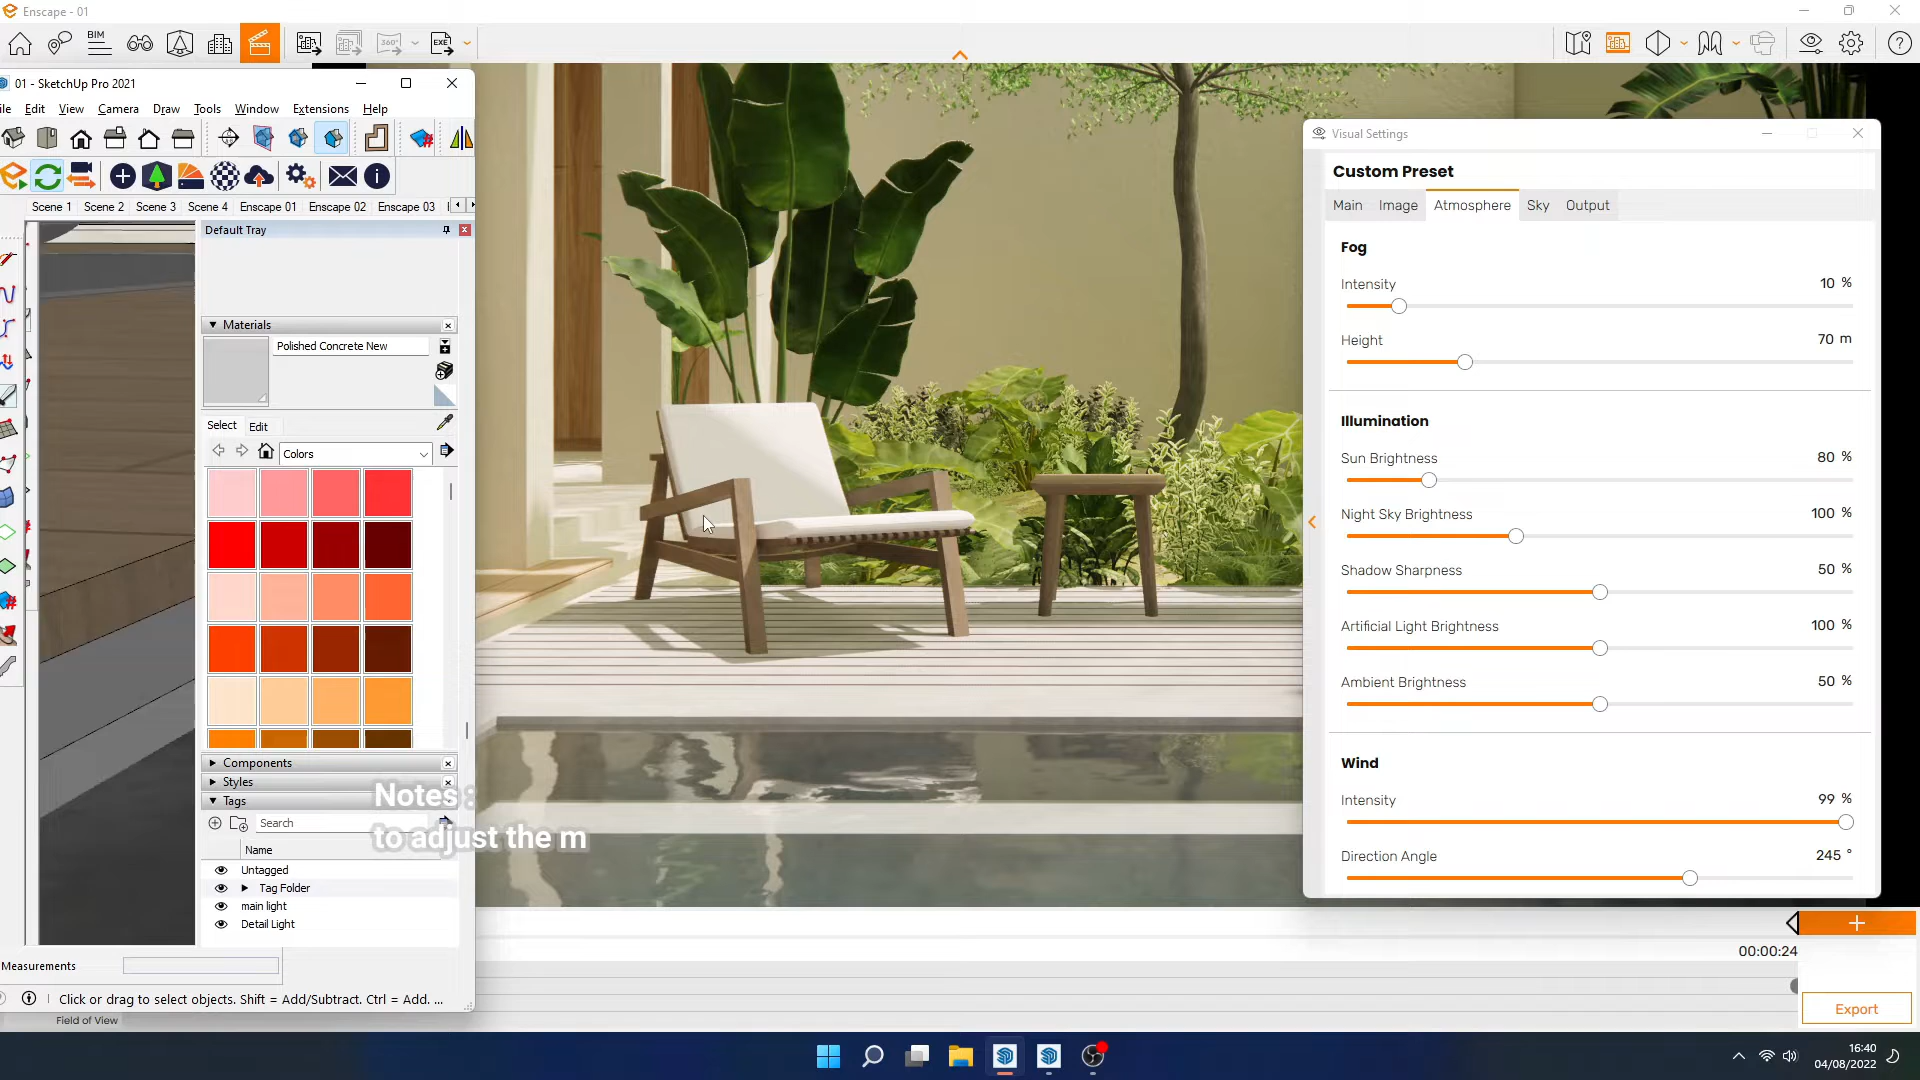 Enscape - 01
BIM
360°
EXE
01 - SketchUp Pro 2021
ile Edit View Camera Draw Tools Window Extensions Help
Scene 1 Scene 2 Scene 3 Scene 4 Enscape 01 Enscape 02 Enscape 03
Default Tray
Materials
Polished Concrete New
Select Edit
Colors
Components
Styles
Tags
Search
Name
Untagged
Tag Folder
main light
Detail Light
Measurements
Click or drag to select objects. Shift = Add/Subtract. Ctrl = Add. ...
Field of View
Notes :
to adjust the m
Visual Settings
Custom Preset
Main Image Atmosphere Sky Output
Fog
Intensity 10 %
Height 70 m
Illumination
Sun Brightness 80 %
Night Sky Brightness 100 %
Shadow Sharpness 50 %
Artificial Light Brightness 100 %
Ambient Brightness 50 %
Wind
Intensity 99 %
Direction Angle 245 °
00:00:24
Export
16:40
04/08/2022